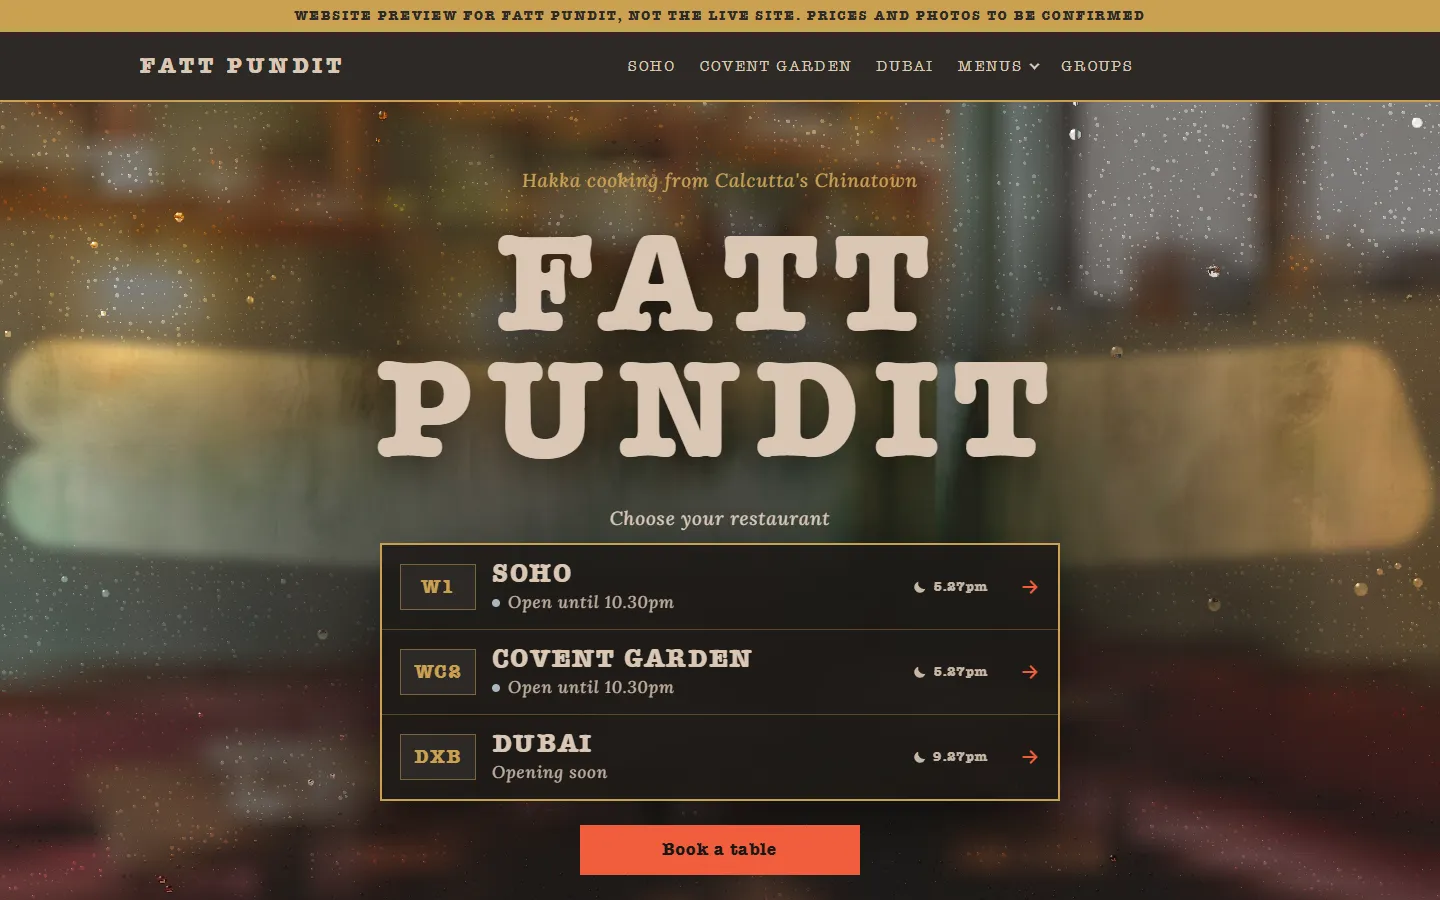 WEBSITE PREVIEW FOR FATT PUNDIT, NOT THE LIVE SITE. PRICES AND PHOTOS TO BE CONFIRMED
FATT PUNDIT
SOHO COVENT GARDEN DUBAI MENUS GROUPS
Hakka cooking from Calcutta's Chinatown
FATT
PUNDIT
Choose your restaurant
W1 SOHO
Open until 10.30pm
5.27pm
WC2 COVENT GARDEN
Open until 10.30pm
5.27pm
DXB DUBAI
Opening soon
9.27pm
Book a table